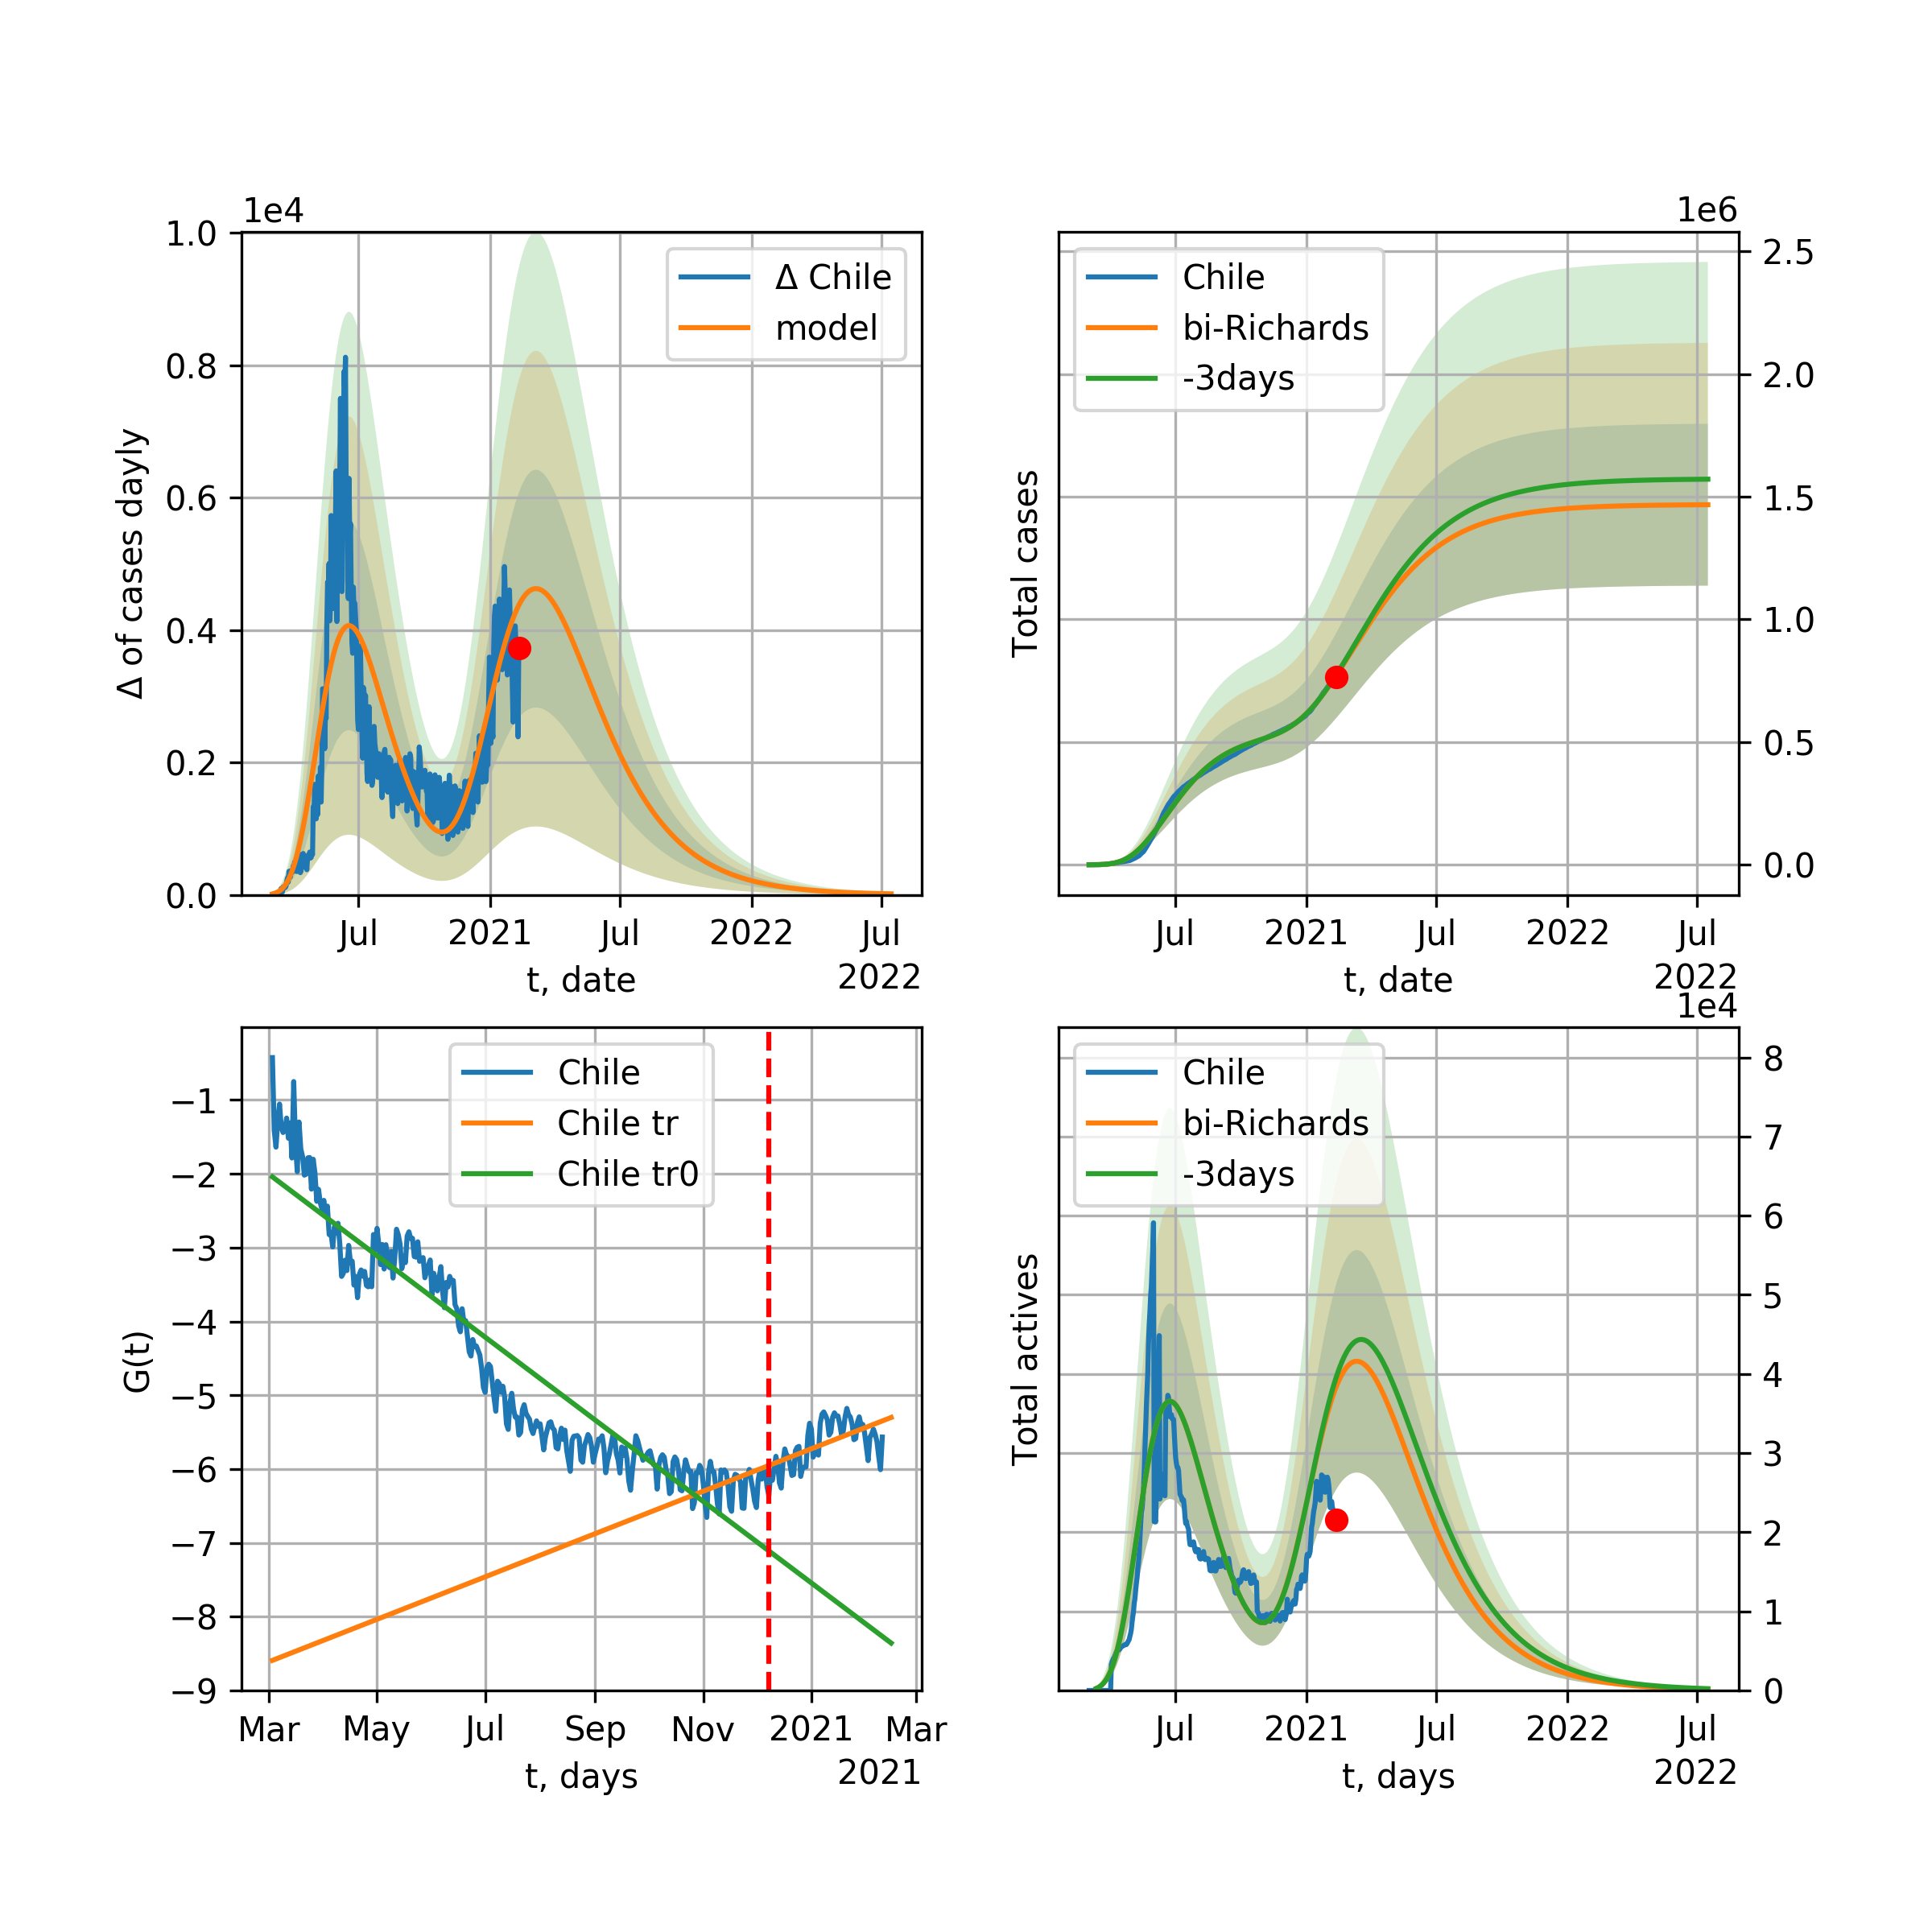 1e4
1.0
0.8
0.6
0.4
0.2
0.0
Δ of cases dayly
Δ Chile
model
Jul
2021
Jul
2022
Jul
2022
t, date
1e6
2.5
2.0
1.5
1.0
0.5
0.0
Total cases
Chile
bi-Richards
-3days
Jul
2021
Jul
2022
Jul
2022
t, date
−1
−2
−3
−4
−5
−6
−7
−8
−9
G(t)
Chile
Chile tr
Chile tr0
Mar
May
Jul
Sep
Nov
2021
Mar
2021
t, days
1e4
8
7
6
5
4
3
2
1
0
Total actives
Chile
bi-Richards
-3days
Jul
2021
Jul
2022
Jul
2022
t, days